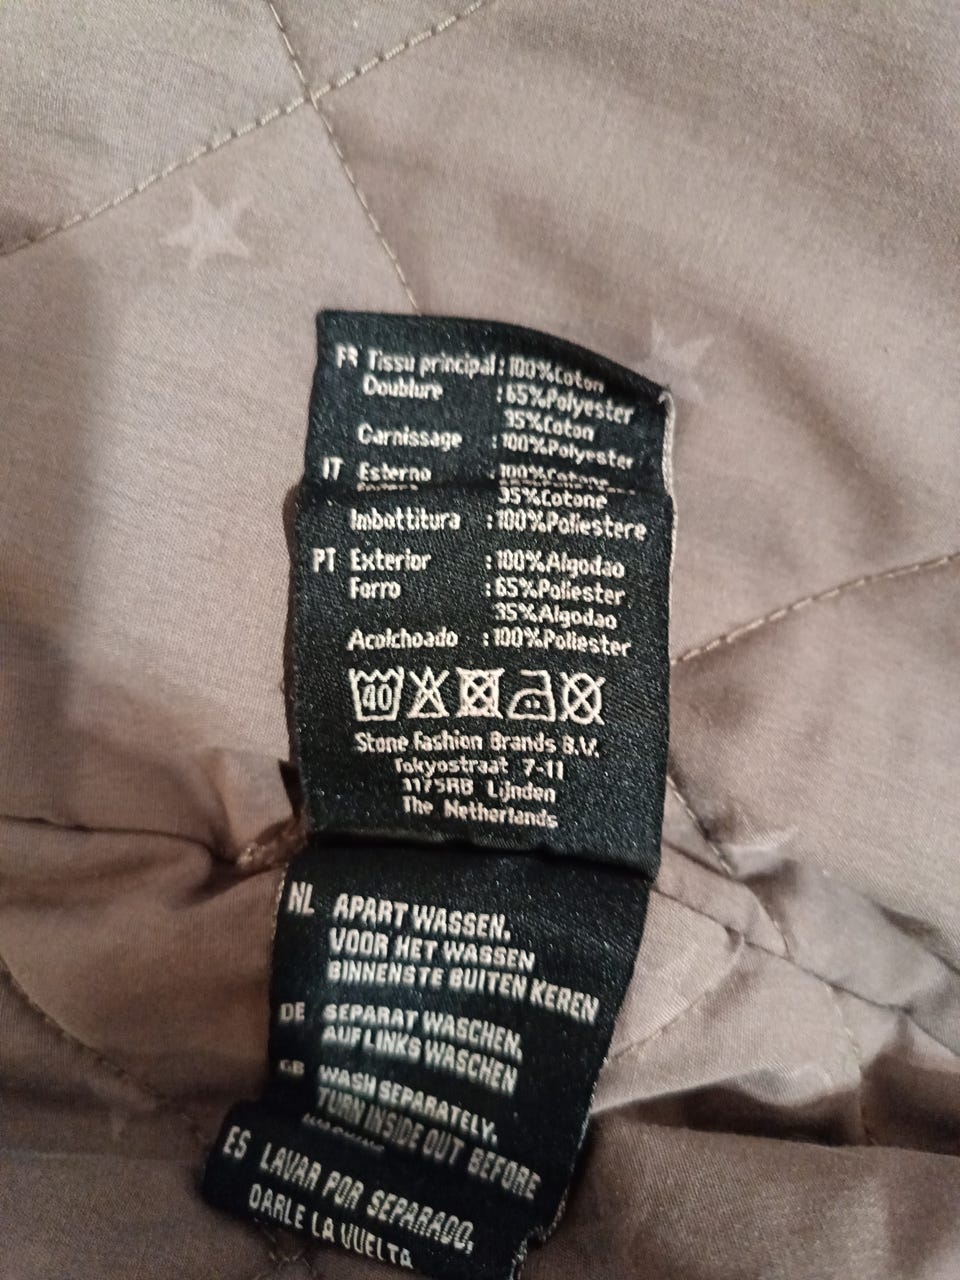 FR Tissu principal : 100%Coton
Doublure : 65%Polyester
35%Coton
Garnissage : 100%Polyester
IT Esterno : 100%Cotone
35%Cotone
Imbottitura : 100%Poliestere
PT Exterior : 100%Algodao
Forro : 65%Poliester
35%Algodao
Acolchoado : 100%Poliester
40
Stone Fashion Brands B.V.
Tokyostraat 7-11
1175RB Lijnden
The Netherlands
NL APART WASSEN.
VOOR HET WASSEN
BINNENSTE BUITEN KEREN
DE SEPARAT WASCHEN,
AUF LINKS WASCHEN
GB WASH SEPARATELY.
TURN INSIDE OUT BEFORE
ES LAVAR POR SEPARADO,
DARLE LA VUELTA